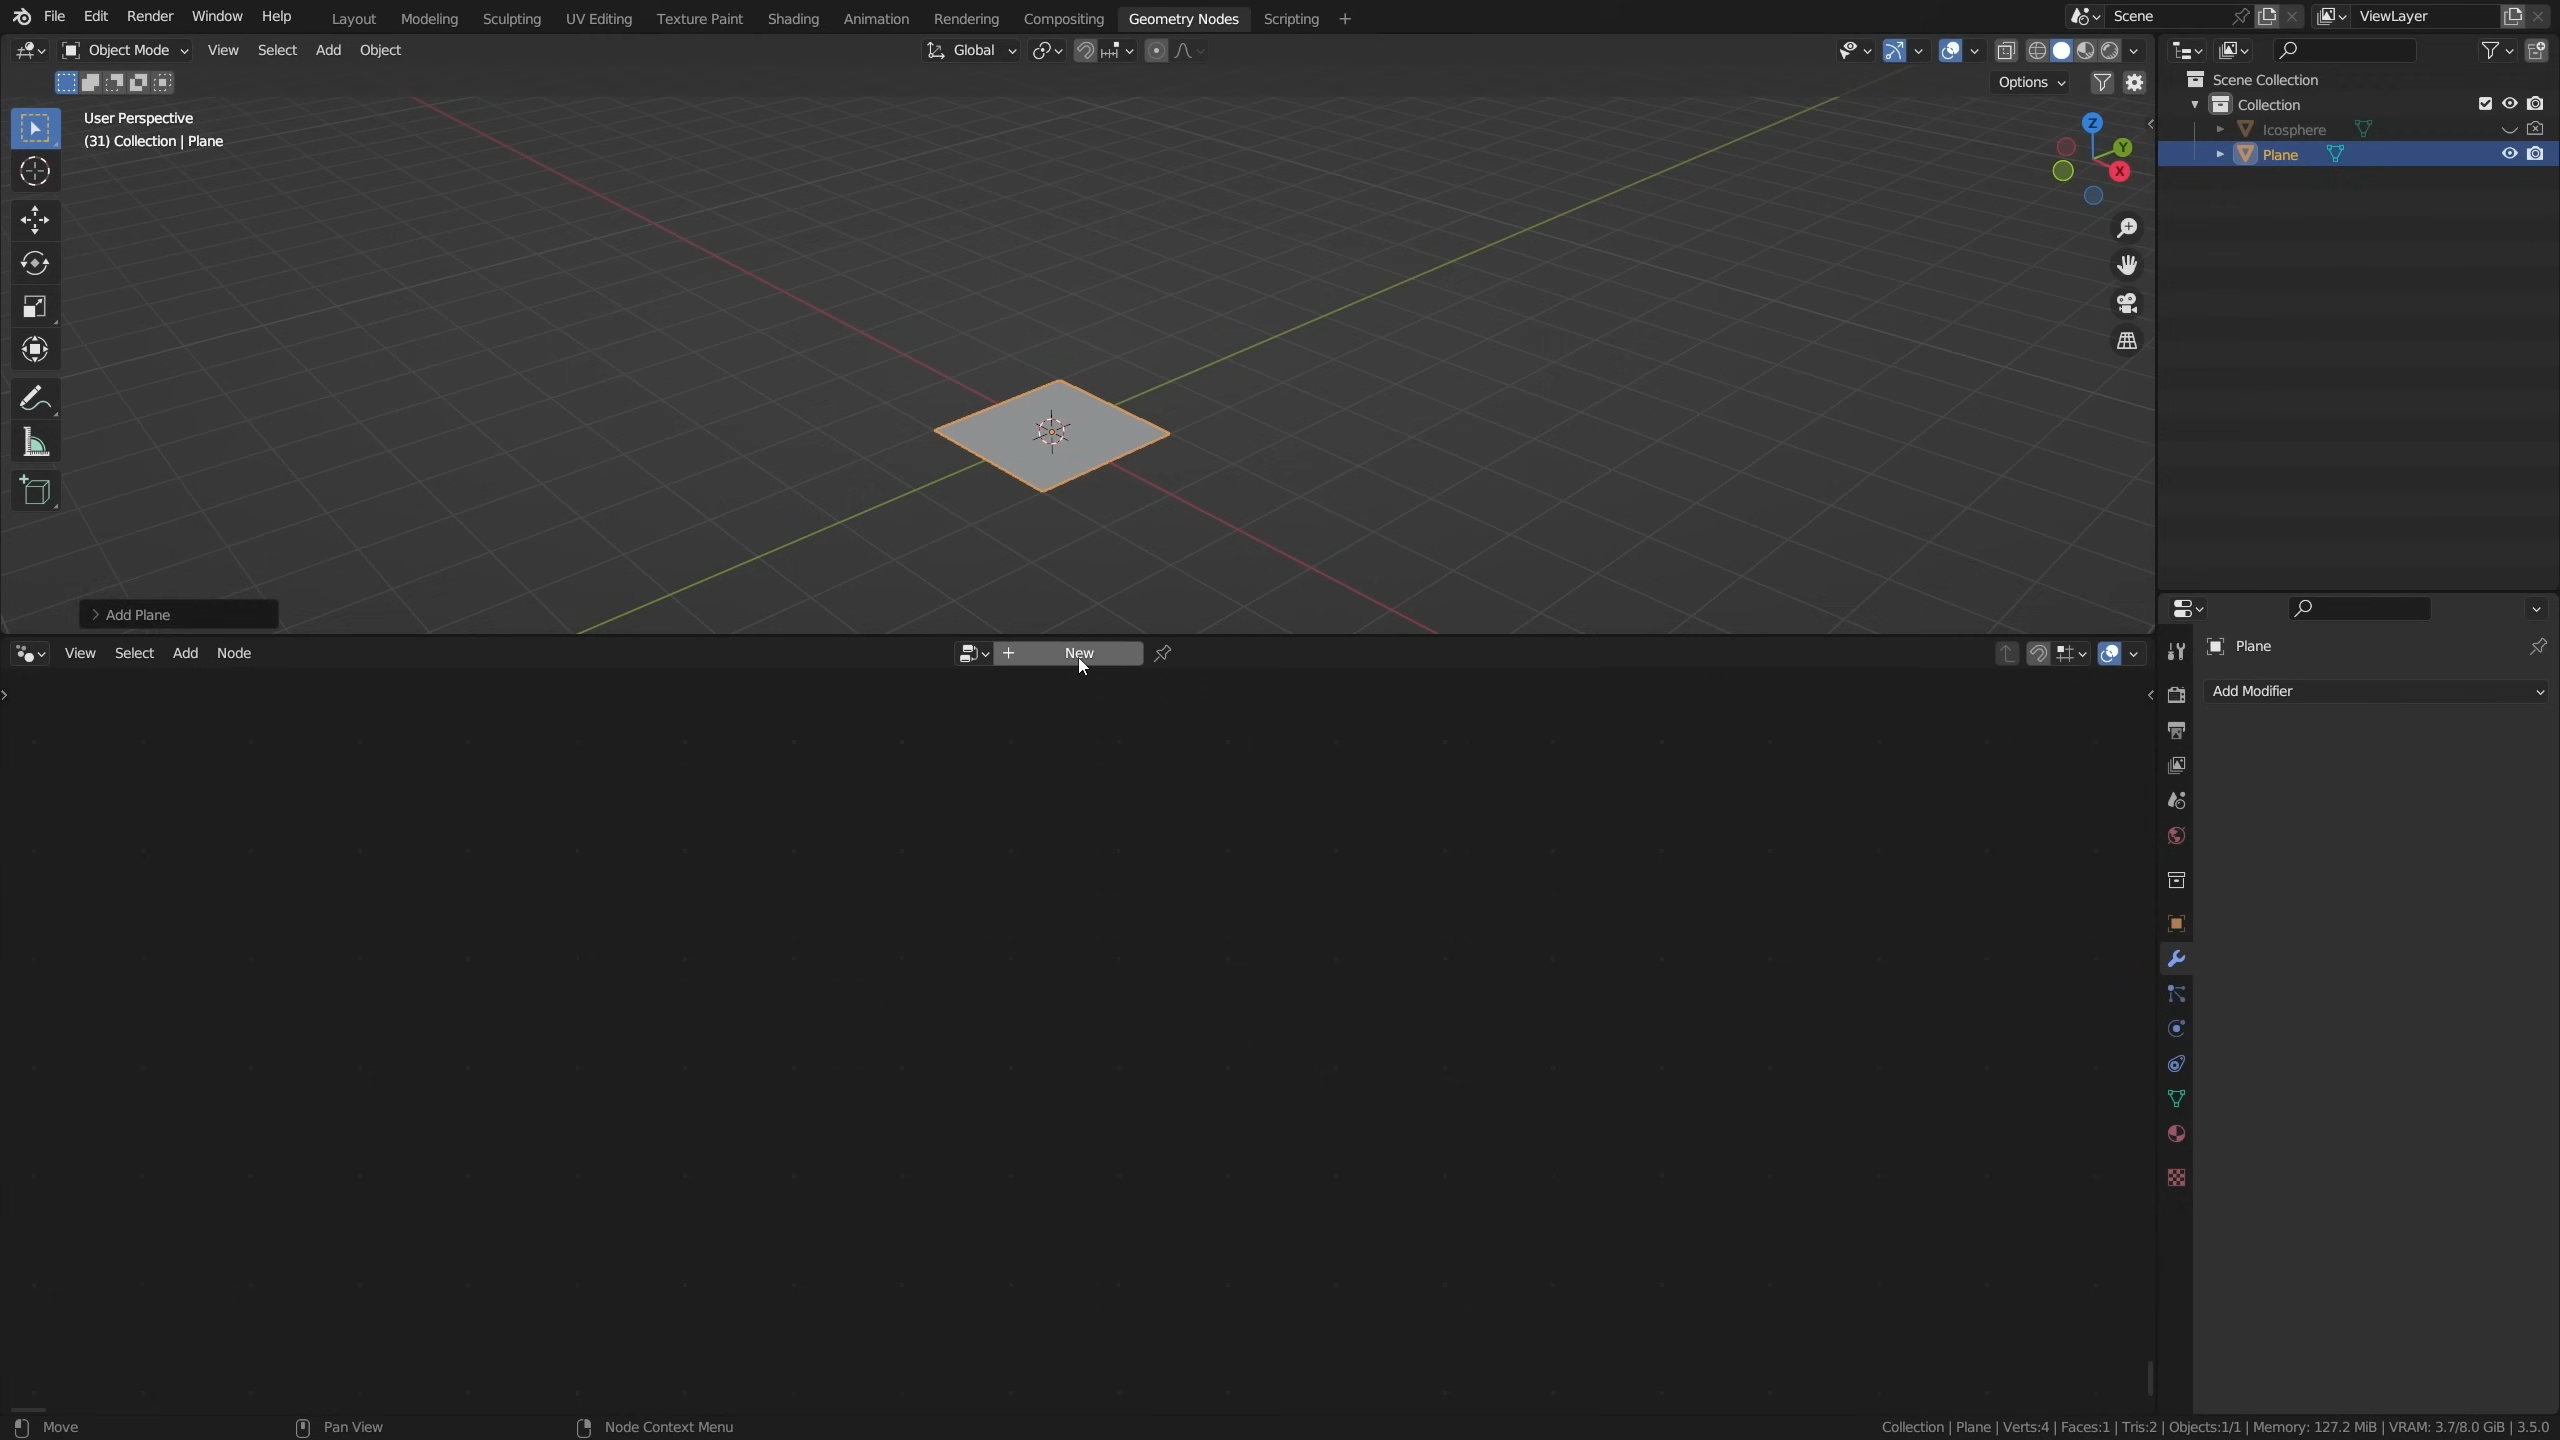 File Edit Render Window Help Layout Modeling Sculpting UV Editing Texture Paint Shading Animation Rendering Compositing Geometry Nodes Scripting + Scene ViewLayer
Object Mode View Select Add Object Global
Options
User Perspective
(31) Collection | Plane
Z
Y
X
Add Plane
Scene Collection
Collection
Icosphere
Plane
View Select Add Node + New
Plane
Add Modifier
Move Pan View Node Context Menu Collection | Plane | Verts:4 | Faces:1 | Tris:2 | Objects:1/1 | Memory: 127.2 MiB | VRAM: 3.7/8.0 GiB | 3.5.0